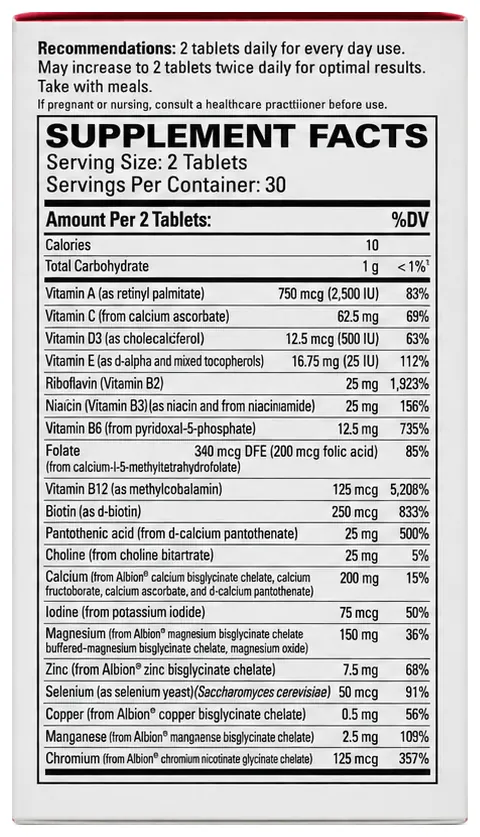 Recommendations: 2 tablets daily for every day use.
May increase to 2 tablets twice daily for optimal results.
Take with meals.
If pregnant or nursing, consult a healthcare practtiioner before use.
SUPPLEMENT FACTS
Serving Size: 2 Tablets
Servings Per Container: 30
Amount Per 2 Tablets: %DV
Calories 10
Total Carbohydrate 1 g <1%¹
Vitamin A (as retinyl palmitate) 750 mcg (2,500 IU) 83%
Vitamin C (from calcium ascorbate) 62.5 mg 69%
Vitamin D3 (as cholecalciferol) 12.5 mcg (500 IU) 63%
Vitamin E (as d-alpha and mixed tocopherols) 16.75 mg (25 IU) 112%
Riboflavin (Vitamin B2) 25 mg 1,923%
Niacin (Vitamin B3)(as niacin and from niacinamide) 25 mg 156%
Vitamin B6 (from pyridoxal-5-phosphate) 12.5 mg 735%
Folate 340 mcg DFE (200 mcg folic acid) 85%
(from calcium-l-5-methyltetrahydrofolate)
Vitamin B12 (as methylcobalamin) 125 mcg 5,208%
Biotin (as d-biotin) 250 mcg 833%
Pantothenic acid (from d-calcium pantothenate) 25 mg 500%
Choline (from choline bitartrate) 25 mg 5%
Calcium (from Albion® calcium bisglycinate chelate, calcium 200 mg 15%
fructoborate, calcium ascorbate, and d-calcium pantothenate)
Iodine (from potassium iodide) 75 mcg 50%
Magnesium (from Albion® magnesium bisglycinate chelate 150 mg 36%
buffered-magnesium bisglycinate chelate, magnesium oxide)
Zinc (from Albion® zinc bisglycinate chelate) 7.5 mg 68%
Selenium (as selenium yeast)(Saccharomyces cerevisiae) 50 mcg 91%
Copper (from Albion® copper bisglycinate chelate) 0.5 mg 56%
Manganese (from Albion® mangnaense bisglycinate chelate) 2.5 mg 109%
Chromium (from Albion® chromium nicotinate glycinate chelate) 125 mcg 357%